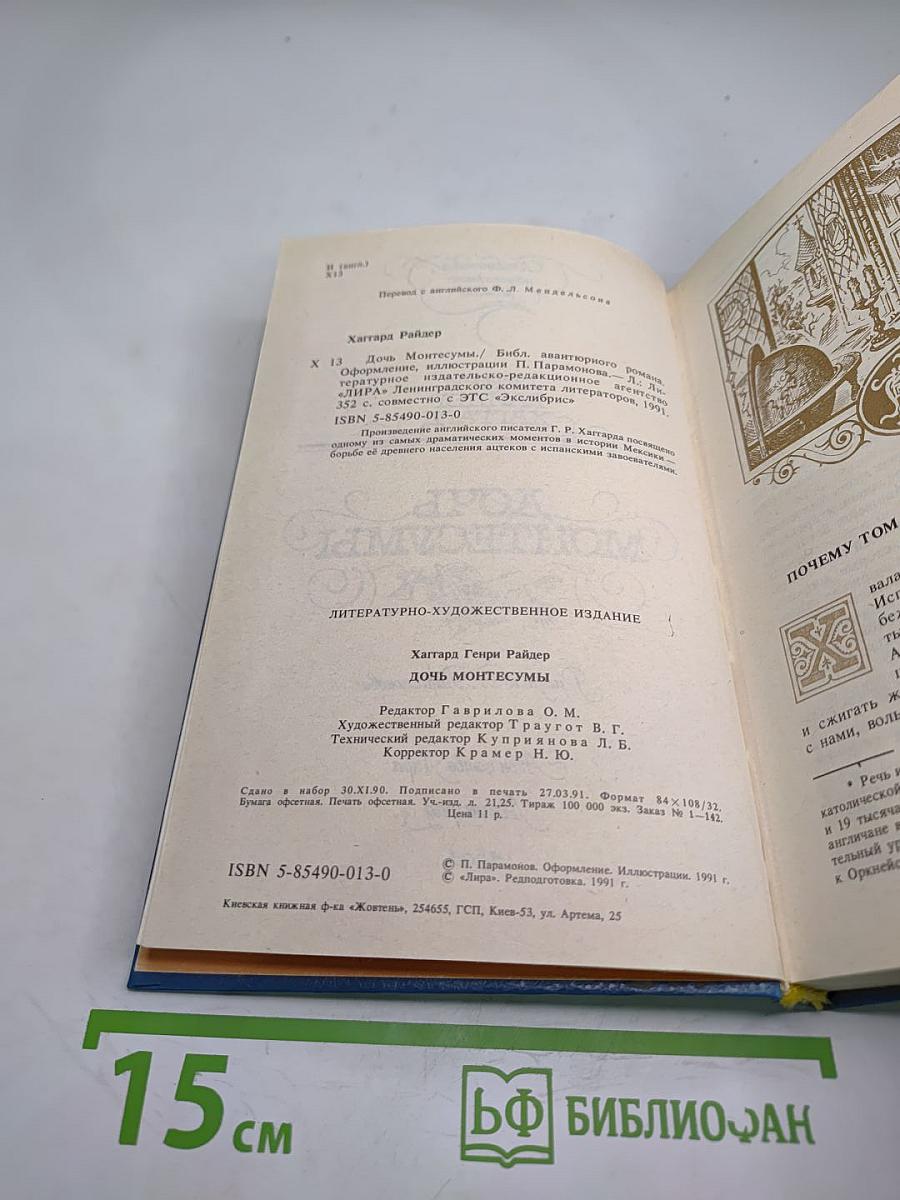 И (англ.)
Х13
Перевод с английского Ф. Л. Мендельсона
Хаггард Райдер
Х 13 Дочь Монтесумы./ Библ. авантюрного романа.
Оформление, иллюстрации П. Парамонова.— Л.: Ли-
тературное издательско-редакционное агентство
«ЛИРА» Ленинградского комитета литераторов, 1991.
352 с. совместно с ЭТС «Экслибрис»
ISBN 5-85490-013-0
Произведение английского писателя Г. Р. Хаггарда посвящено
одному из самых драматических моментов в истории Мексики —
борьбе её древнего населения ацтеков с испанскими завоевателями.
ДОЧЬ
МОНТЕСУМЫ
ЛИТЕРАТУРНО-ХУДОЖЕСТВЕННОЕ ИЗДАНИЕ
Хаггард Генри Райдер
ДОЧЬ МОНТЕСУМЫ
Редактор Гаврилова О. М.
Художественный редактор Траугот В. Г.
Технический редактор Куприянова Л. Б.
Корректор Крамер Н. Ю.
Сдано в набор 30.XI.90. Подписано в печать 27.03.91. Формат 84×108/32.
Бумага офсетная. Печать офсетная. Уч.-изд. л. 21,25. Тираж 100 000 экз. Заказ № 1—142.
Цена 11 р.
ISBN 5-85490-013-0
© П. Парамонов. Оформление. Иллюстрации. 1991 г.
© «Лира». Редподготовка. 1991 г.
Киевская книжная ф-ка «Жовтень», 254655, ГСП, Киев-53, ул. Артема, 25
ПОЧЕМУ ТОМ
Х
вала
Исп
беж
ты
А
и сжигать ж
с нами, воль
* Речь и
католической
и 19 тысяча
англичане в
тельный ур
к Оркнейс
15 см
БФ БИБЛИОФАН